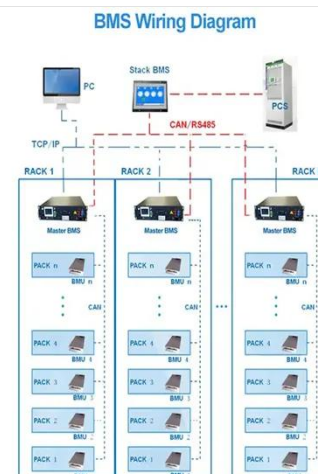 BMS Wiring Diagram
Stack BMS
PC
PCS
CAN/RS485
TCP/IP
RACK 1
RACK 2
RACK
Master BMS
Master BMS
Master BMS
PACK n
BMU n
PACK n
BMU n
PACK n
BMU n
CAN
CAN
CAN
PACK 4
BMU 4
PACK 4
BMU 4
PACK 4
BMU 4
PACK 3
BMU 3
PACK 3
BMU 3
PACK 3
BMU 3
PACK 2
BMU 2
PACK 2
BMU 2
PACK 2
BMU 2
PACK 1
PACK 1
PACK 1